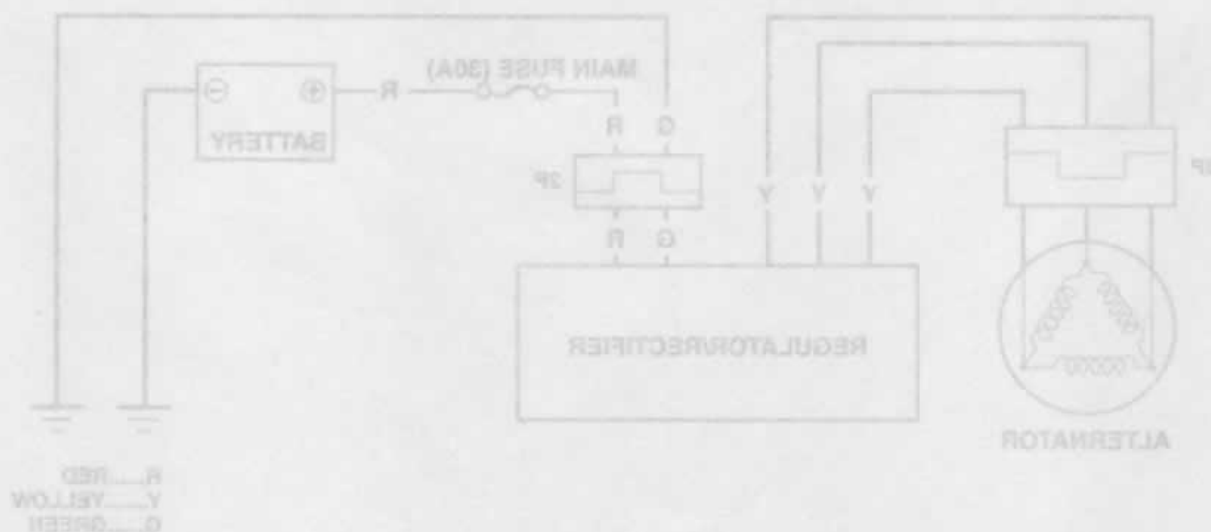 MAIN FUSE (30A)
R
BATTERY
R G
2P
Y Y Y
R G
REGULATOR/RECTIFIER
ALTERNATOR
R......RED
Y......YELLOW
G......GREEN